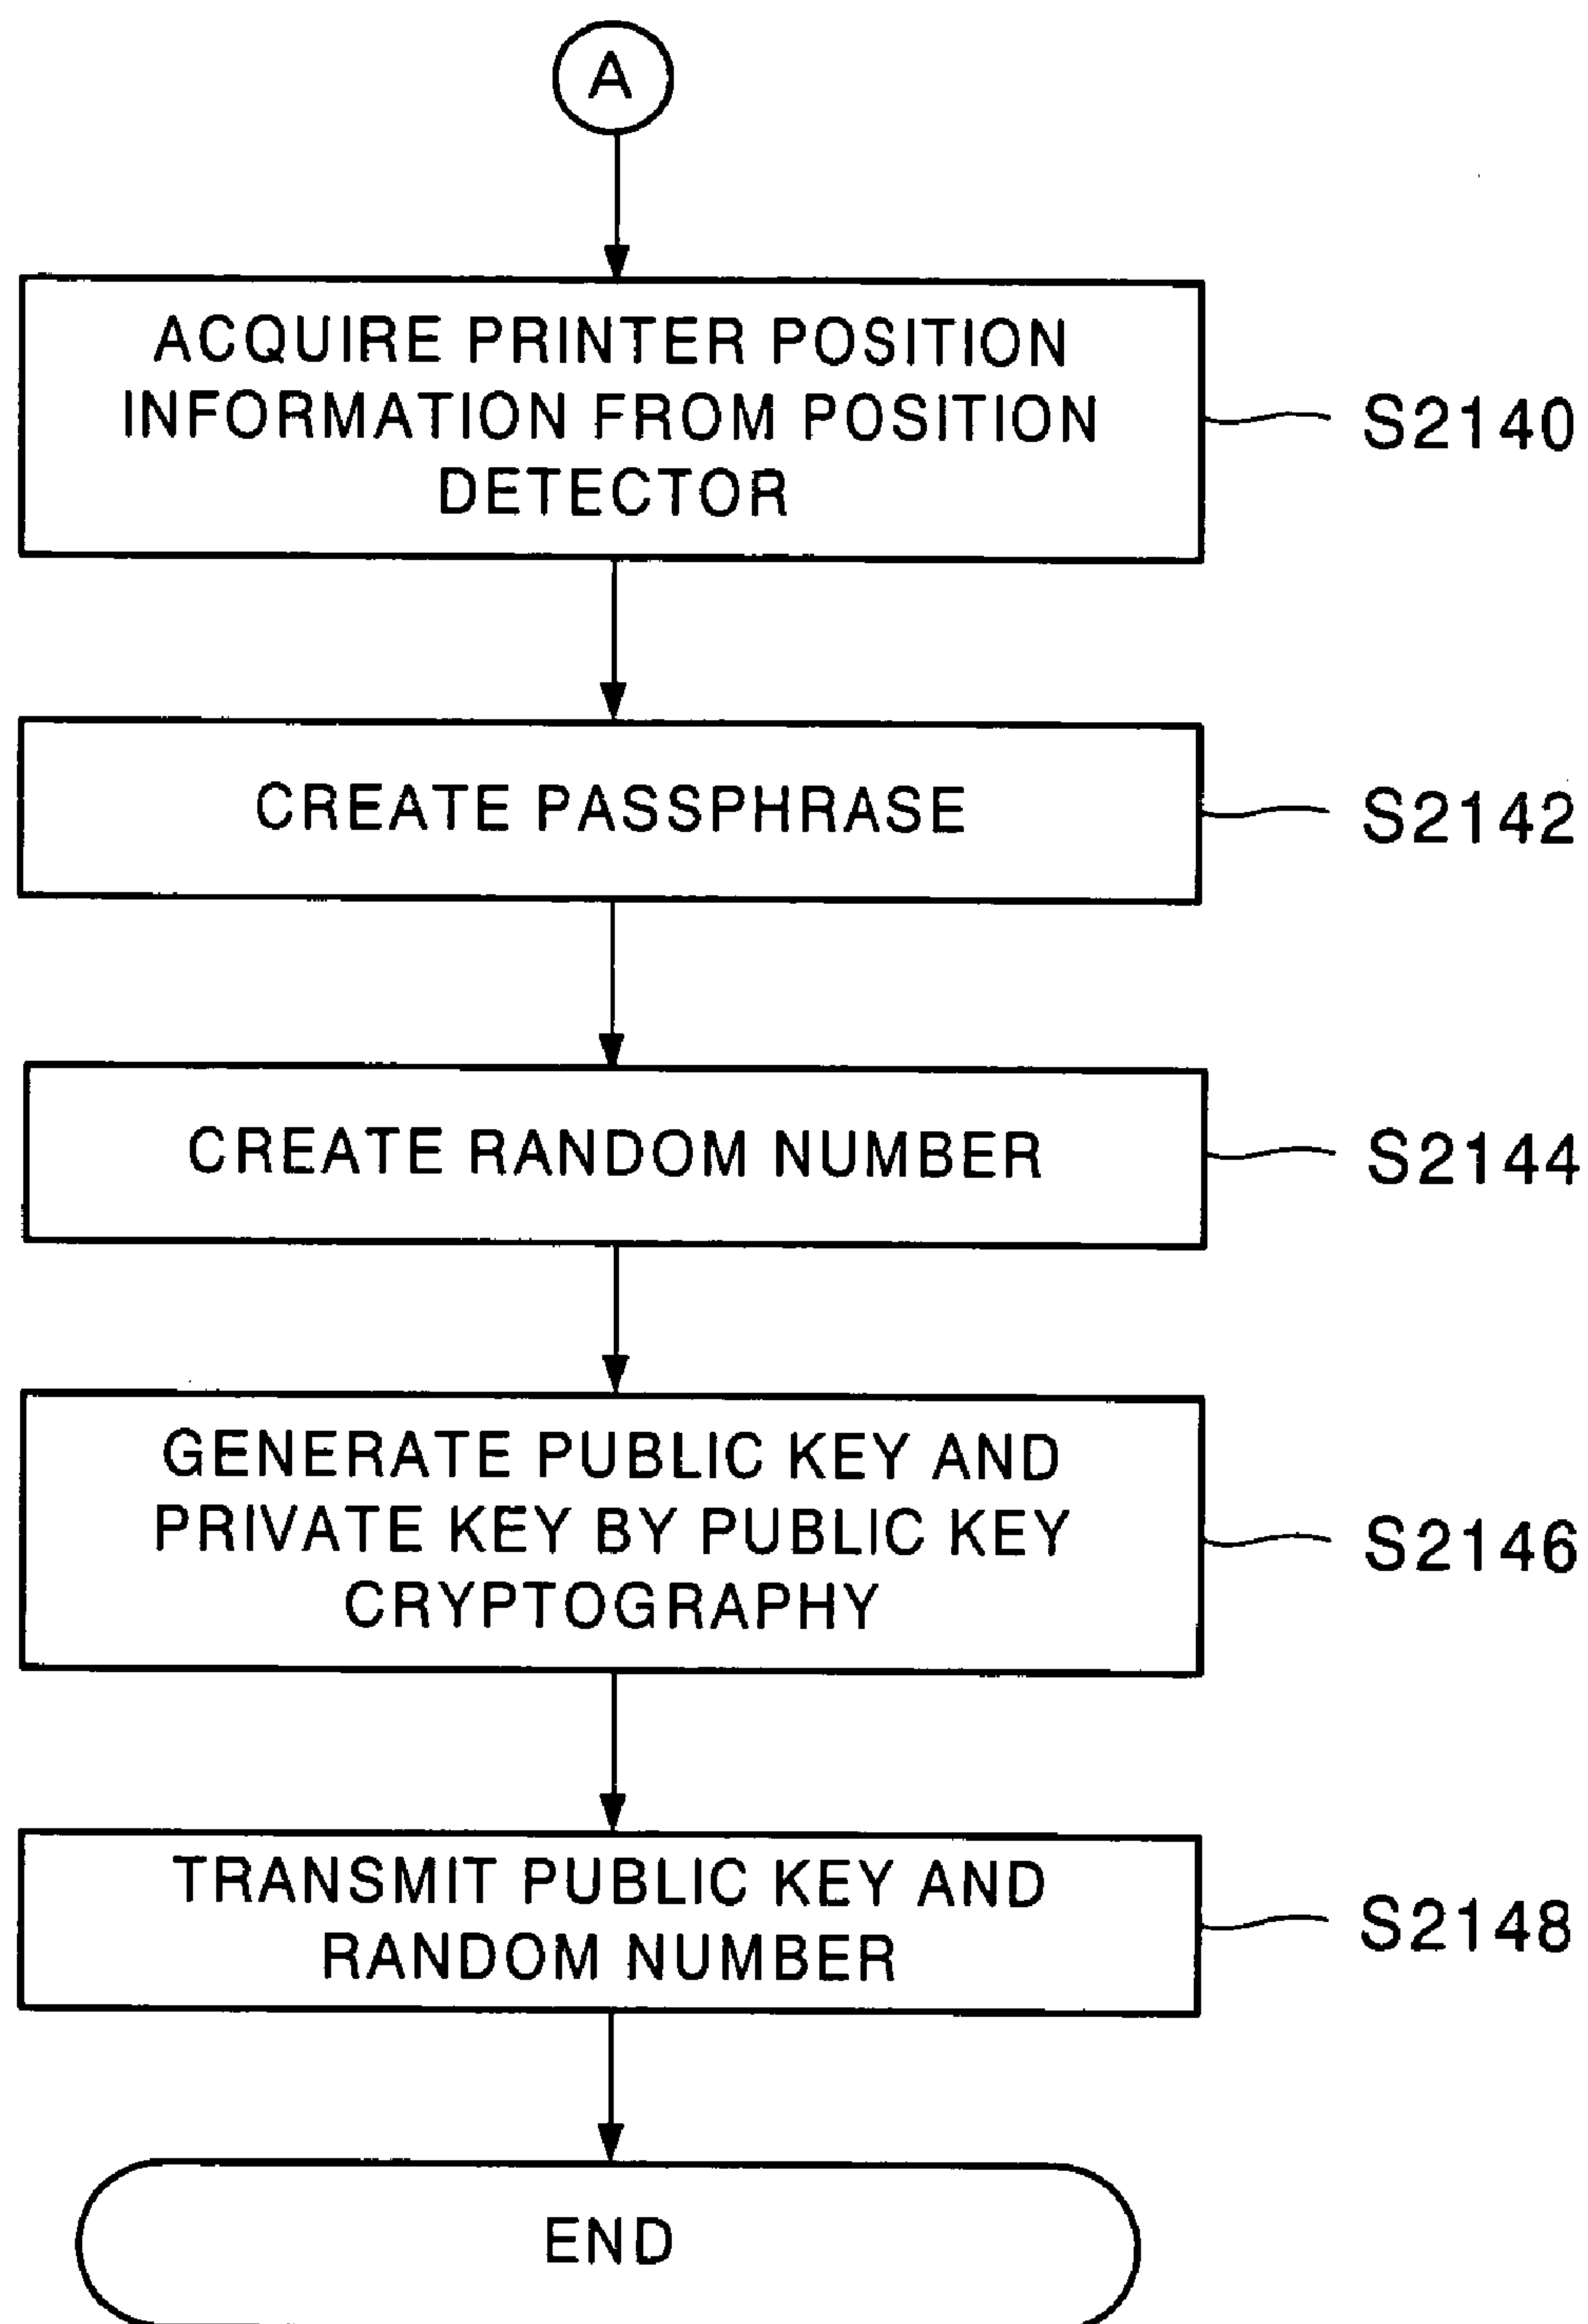 A
ACQUIRE PRINTER POSITION
INFORMATION FROM POSITION
DETECTOR
S2140
CREATE PASSPHRASE
S2142
CREATE RANDOM NUMBER
S2144
GENERATE PUBLIC KEY AND
PRIVATE KEY BY PUBLIC KEY
CRYPTOGRAPHY
S2146
TRANSMIT PUBLIC KEY AND
RANDOM NUMBER
S2148
END